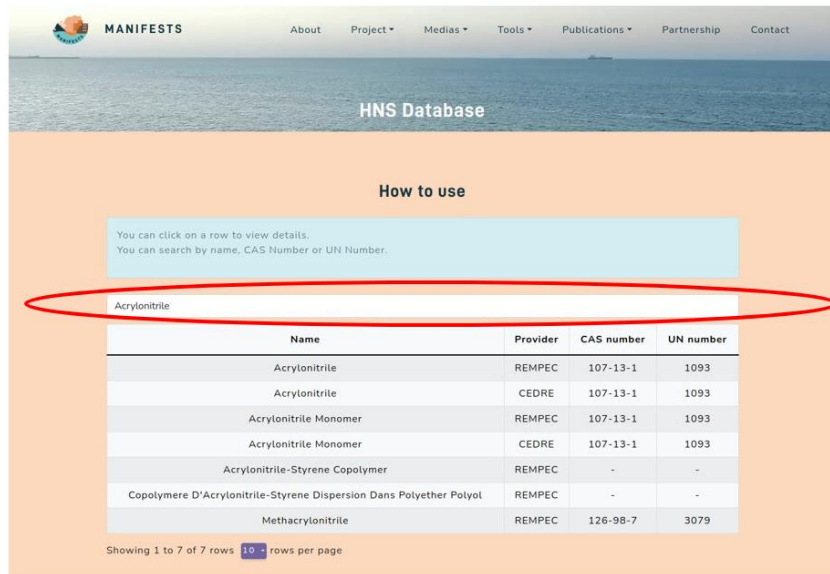 MANIFESTS About Project Medias Tools Publications Partnership Contact
MANIFESTS
HNS Database
How to use
You can click on a row to view details.
You can search by name, CAS Number or UN Number.
Acrylonitrile
Name Provider CAS number UN number
Acrylonitrile REMPEC 107-13-1 1093
Acrylonitrile CEDRE 107-13-1 1093
Acrylonitrile Monomer REMPEC 107-13-1 1093
Acrylonitrile Monomer CEDRE 107-13-1 1093
Acrylonitrile-Styrene Copolymer REMPEC - -
Copolymere D'Acrylonitrile-Styrene Dispersion Dans Polyether Polyol REMPEC - -
Methacrylonitrile REMPEC 126-98-7 3079
Showing 1 to 7 of 7 rows 10 rows per page